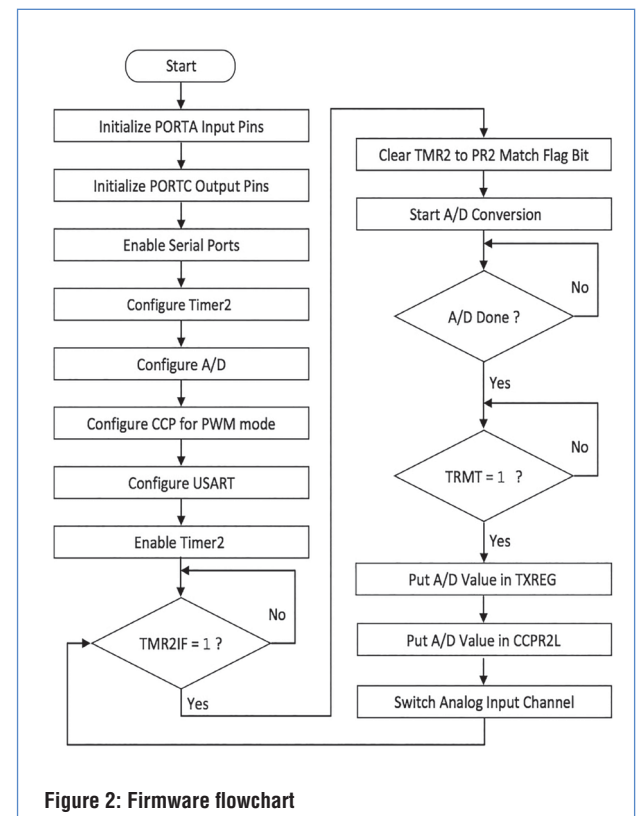 Start
Initialize PORTA Input Pins
Initialize PORTC Output Pins
Enable Serial Ports
Configure Timer2
Configure A/D
Configure CCP for PWM mode
Configure USART
Enable Timer2
No
TMR2IF = 1 ?
Yes
Clear TMR2 to PR2 Match Flag Bit
Start A/D Conversion
No
A/D Done ?
Yes
No
TRMT = 1 ?
Yes
Put A/D Value in TXREG
Put A/D Value in CCPR2L
Switch Analog Input Channel
Figure 2: Firmware flowchart